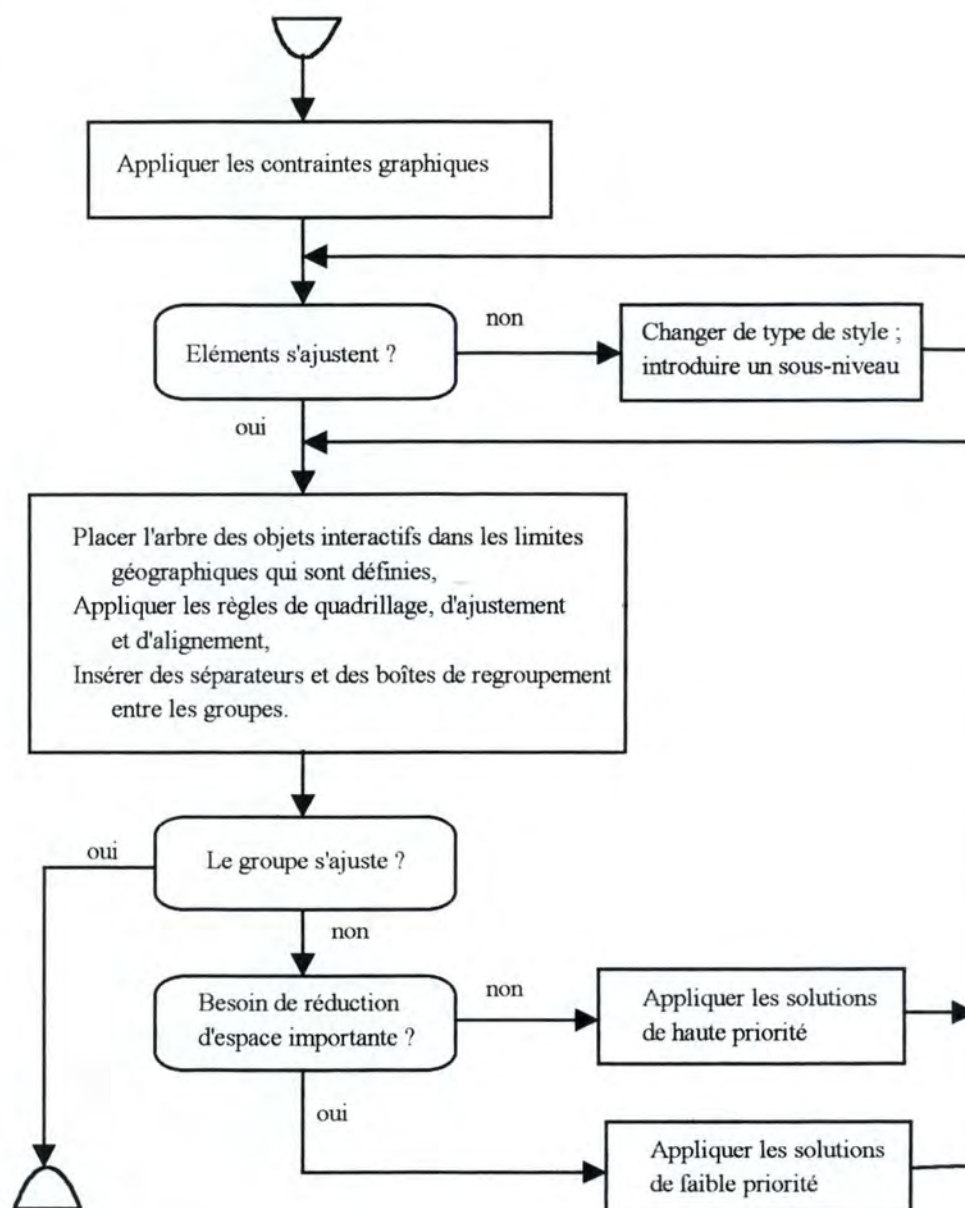 Appliquer les contraintes graphiques
Eléments s'ajustent ?
non
Changer de type de style ;
introduire un sous-niveau
oui
Placer l'arbre des objets interactifs dans les limites
géographiques qui sont définies,
Appliquer les règles de quadrillage, d'ajustement
et d'alignement,
Insérer des séparateurs et des boîtes de regroupement
entre les groupes.
oui
Le groupe s'ajuste ?
non
Besoin de réduction
d'espace importante ?
non
Appliquer les solutions
de haute priorité
oui
Appliquer les solutions
de faible priorité